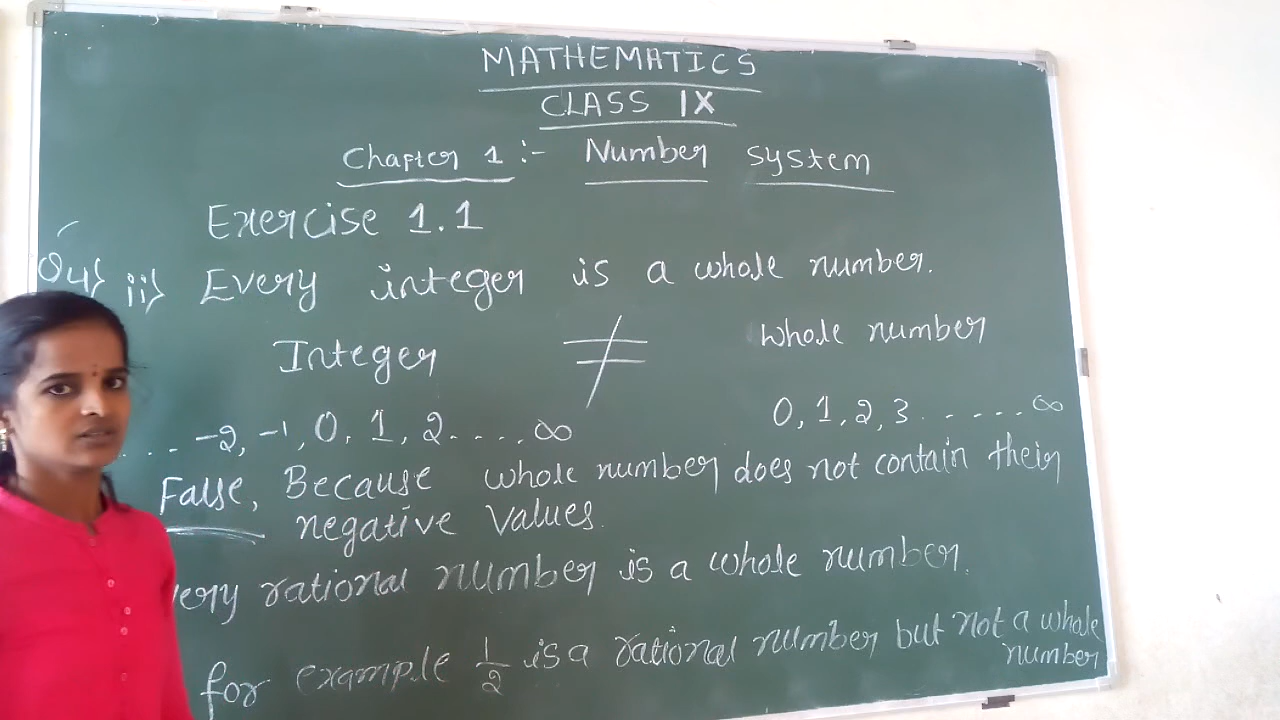 MATHEMATICS
CLASS IX
Chapter 1 :- Number system
Exercise 1.1
ii} Every integer is a whole number.
Integer ≠ whole number
... -2, -1, 0, 1, 2 .... ∞ 0, 1, 2, 3 ...... ∞
False, Because whole number does not contain their
negative values.
ery rational number is a whole number.
for example 1/2 is a rational number but not a whole
number